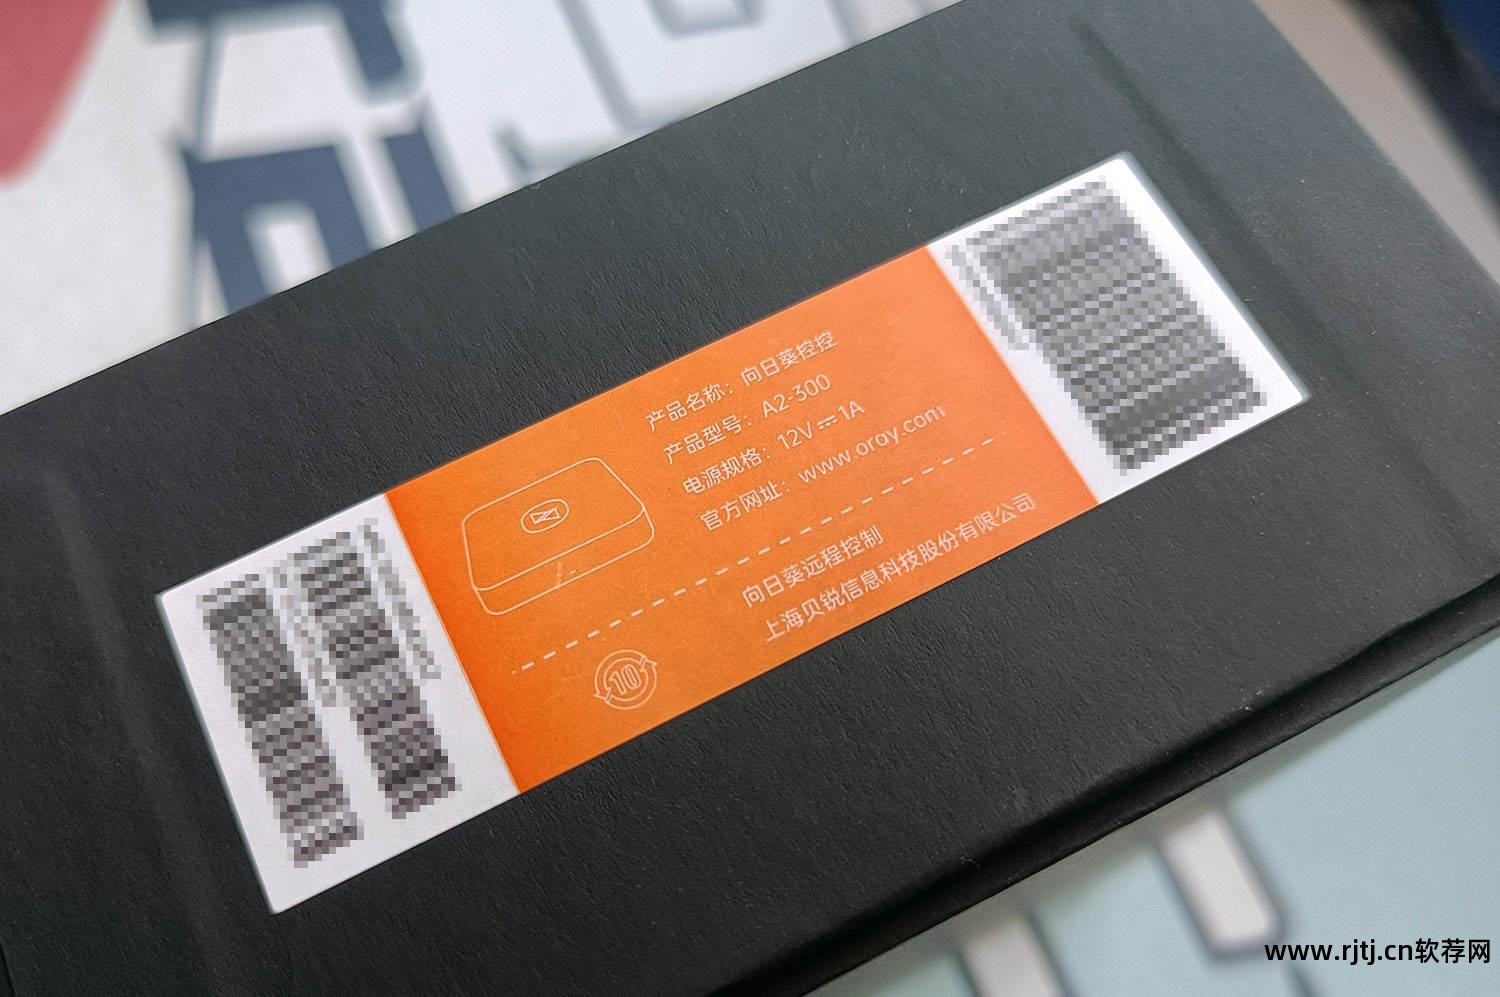 产品名称：向日葵控控
产品型号：A2-300
电源规格：12V⎓1A
官方网址：www.oray.com
向日葵远程控制
上海贝锐信息科技股份有限公司
10
www.rjtj.cn软荐网